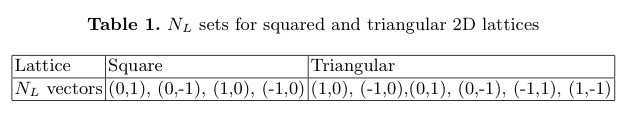 Table 1. N_L sets for squared and triangular 2D lattices
Lattice Square Triangular
N_L vectors (0,1), (0,-1), (1,0), (-1,0) (1,0), (-1,0),(0,1), (0,-1), (-1,1), (1,-1)